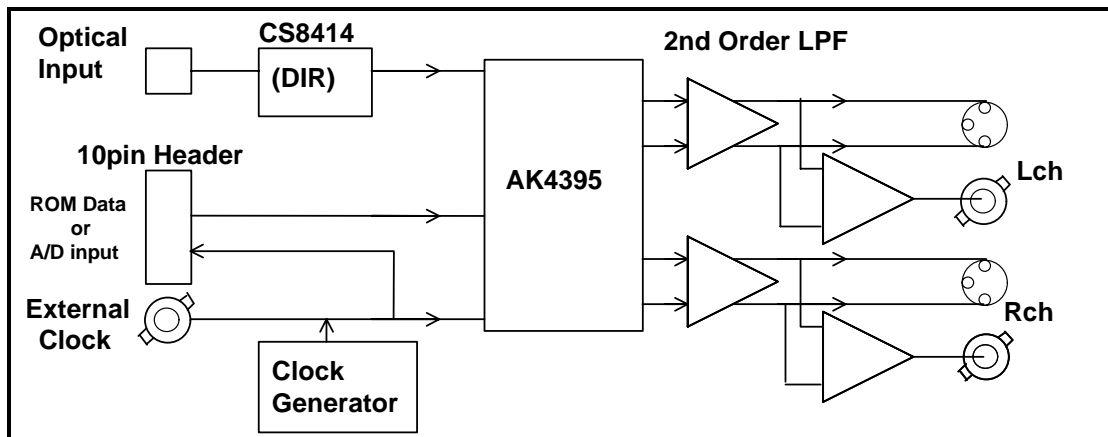 Optical
Input
CS8414
(DIR)
2nd Order LPF
10pin Header
ROM Data
or
A/D input
AK4395
Lch
External
Clock
Clock
Generator
Rch